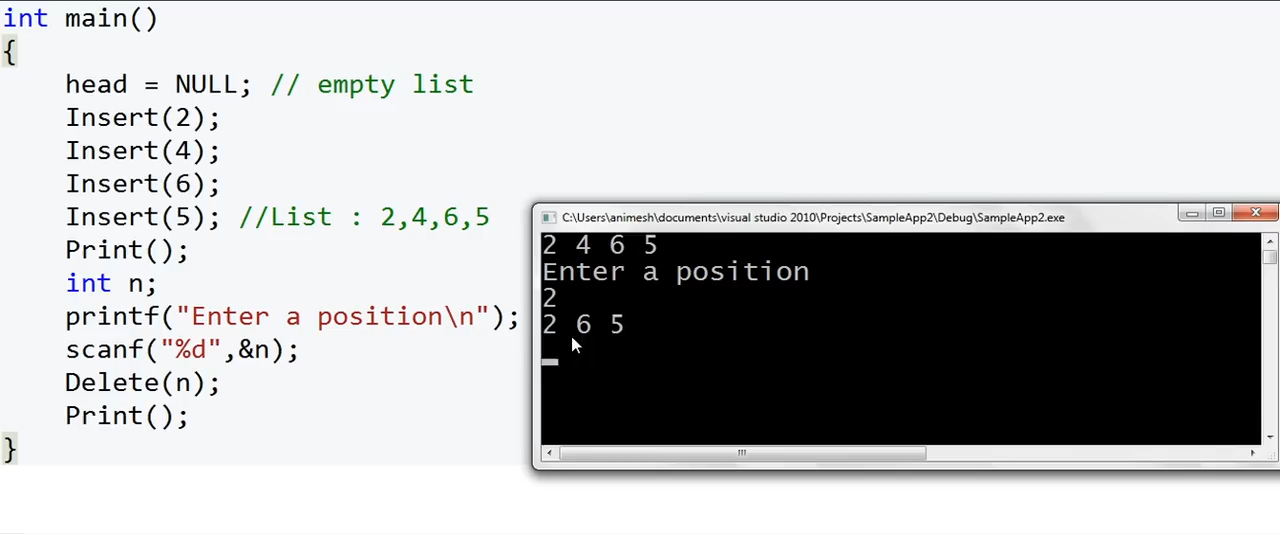 int main()
{
head = NULL; // empty list
Insert(2);
Insert(4);
Insert(6);
Insert(5); //List : 2,4,6,5
Print();
int n;
printf("Enter a position\n");
scanf("%d",&n);
Delete(n);
Print();
}
C:\Users\animesh\documents\visual studio 2010\Projects\SampleApp2\Debug\SampleApp2.exe
2 4 6 5
Enter a position
2
2 6 5